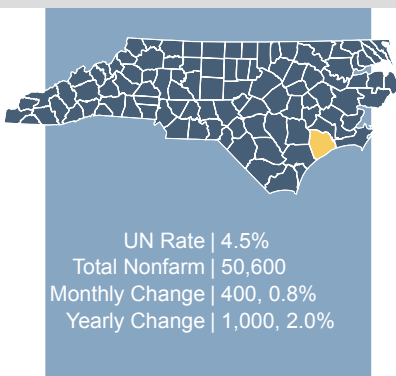 UN Rate | 4.5%
Total Nonfarm | 50,600
Monthly Change | 400, 0.8%
Yearly Change | 1,000, 2.0%